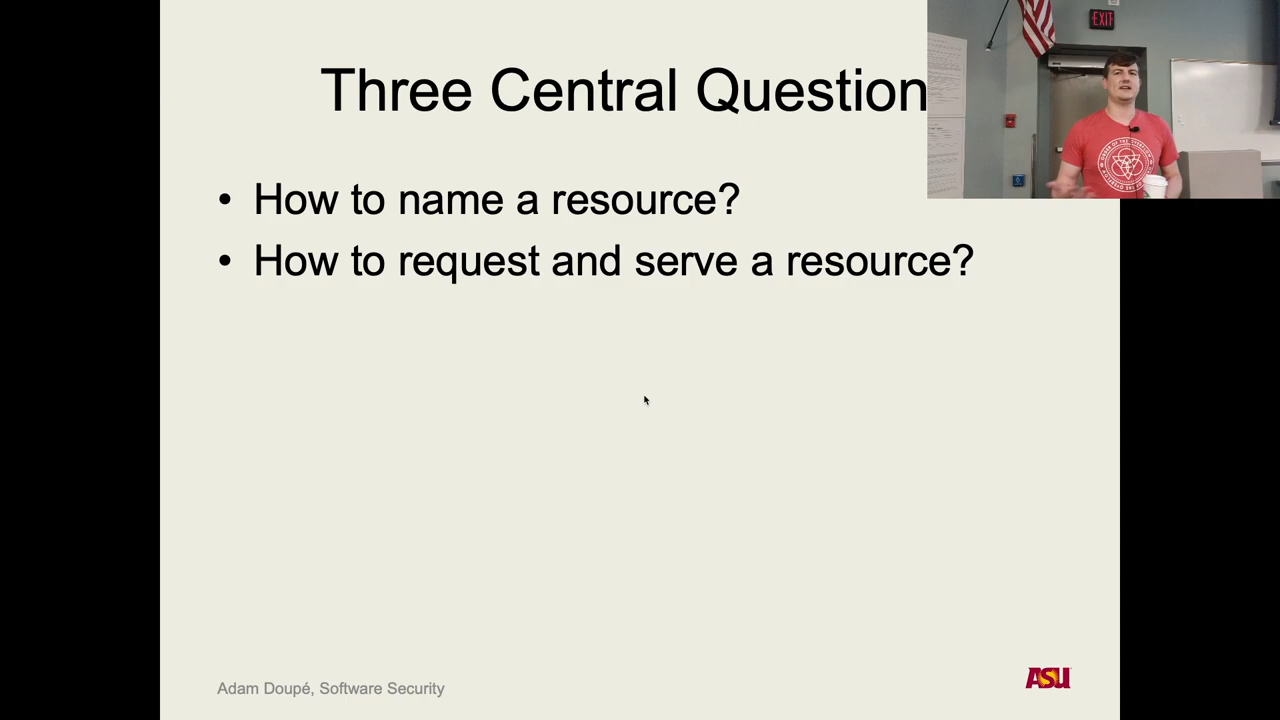 Three Central Question
EXIT
• How to name a resource?
• How to request and serve a resource?
Adam Doupé, Software Security
ASU